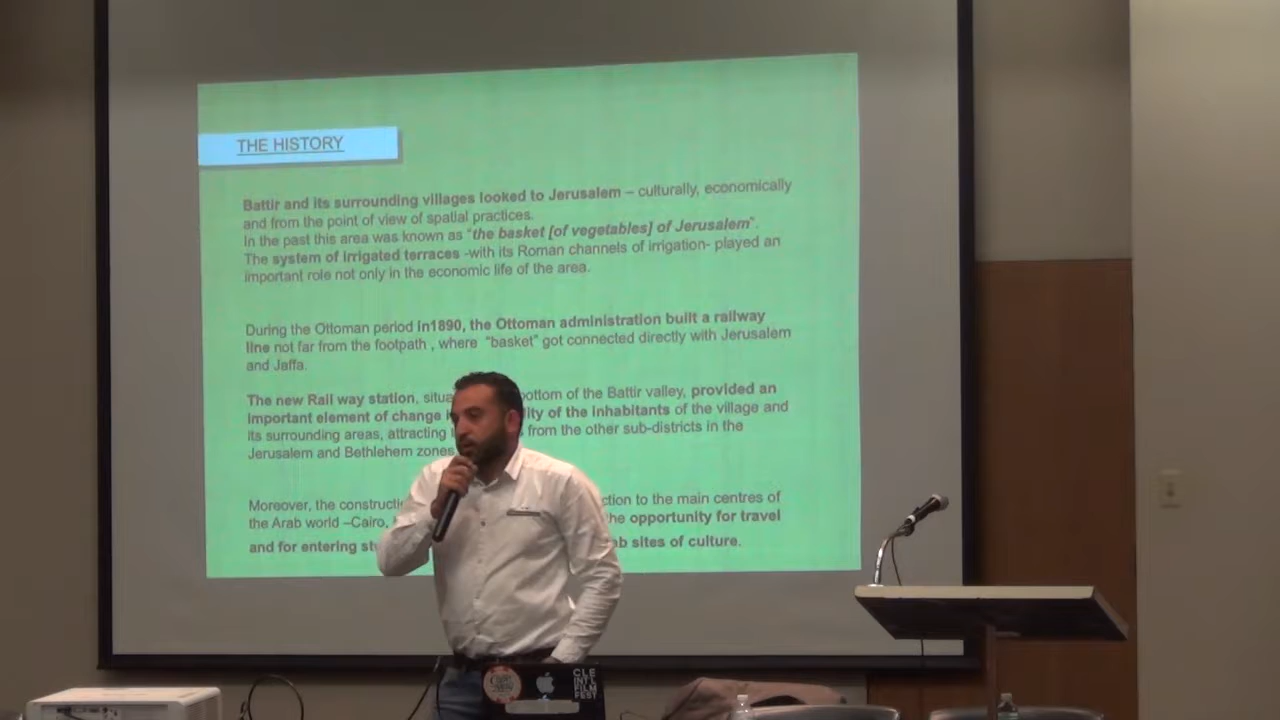 THE HISTORY
Battir and its surrounding villages looked to Jerusalem – culturally, economically
and from the point of view of spatial practices.
In the past this area was known as “the basket [of vegetables] of Jerusalem”.
The system of irrigated terraces -with its Roman channels of irrigation- played an
important role not only in the economic life of the area.
During the Ottoman period in1890, the Ottoman administration built a railway
line not far from the footpath , where “basket” got connected directly with Jerusalem
and Jaffa.
The new Rail way station, bottom of the Battir valley, provided an
important element of change of the inhabitants of the village and
its surrounding areas, attracting from the other sub-districts in the
Jerusalem and Bethlehem zones
Moreover, the to the main centres of
the Arab world –Cairo, opportunity for travel
and for entering sites of culture.
CLE
INT'L
FILM
FEST